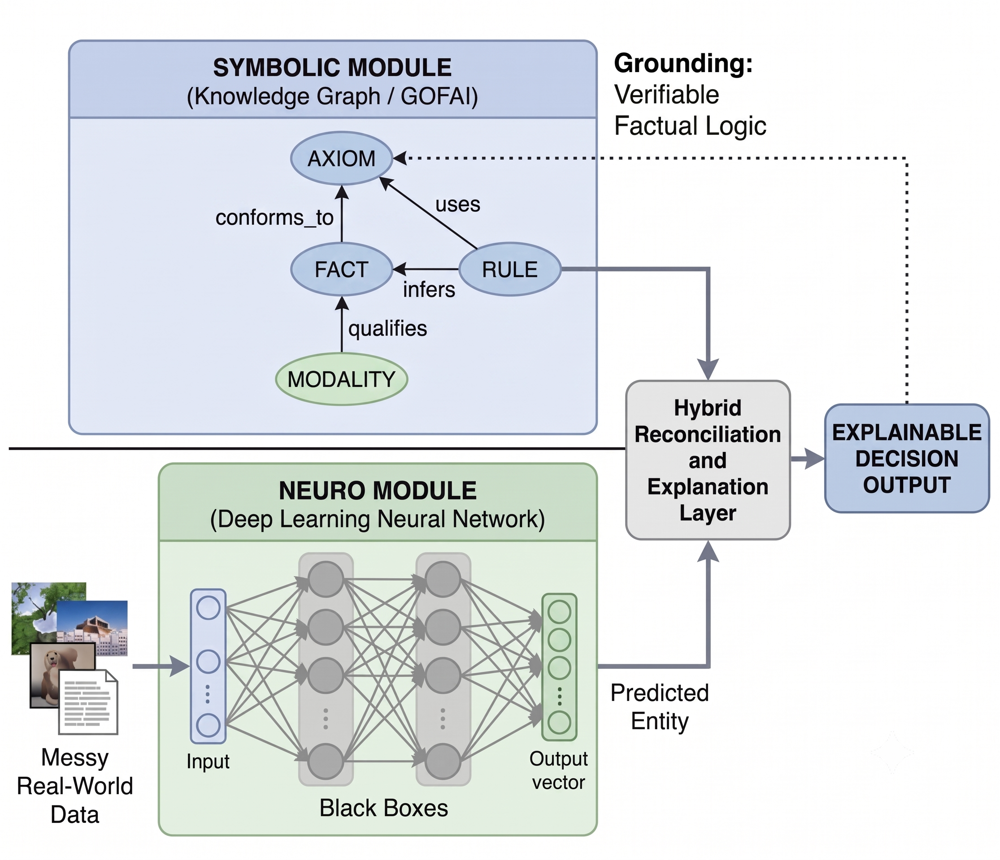 SYMBOLIC MODULE
(Knowledge Graph / GOFAI)
Grounding:
Verifiable
Factual Logic
AXIOM
uses
conforms_to
FACT
RULE
infers
qualifies
MODALITY
Hybrid
Reconciliation
and
Explanation
Layer
EXPLAINABLE
DECISION
OUTPUT
NEURO MODULE
(Deep Learning Neural Network)
Messy
Real-World
Data
Input
Black Boxes
Output
vector
Predicted
Entity